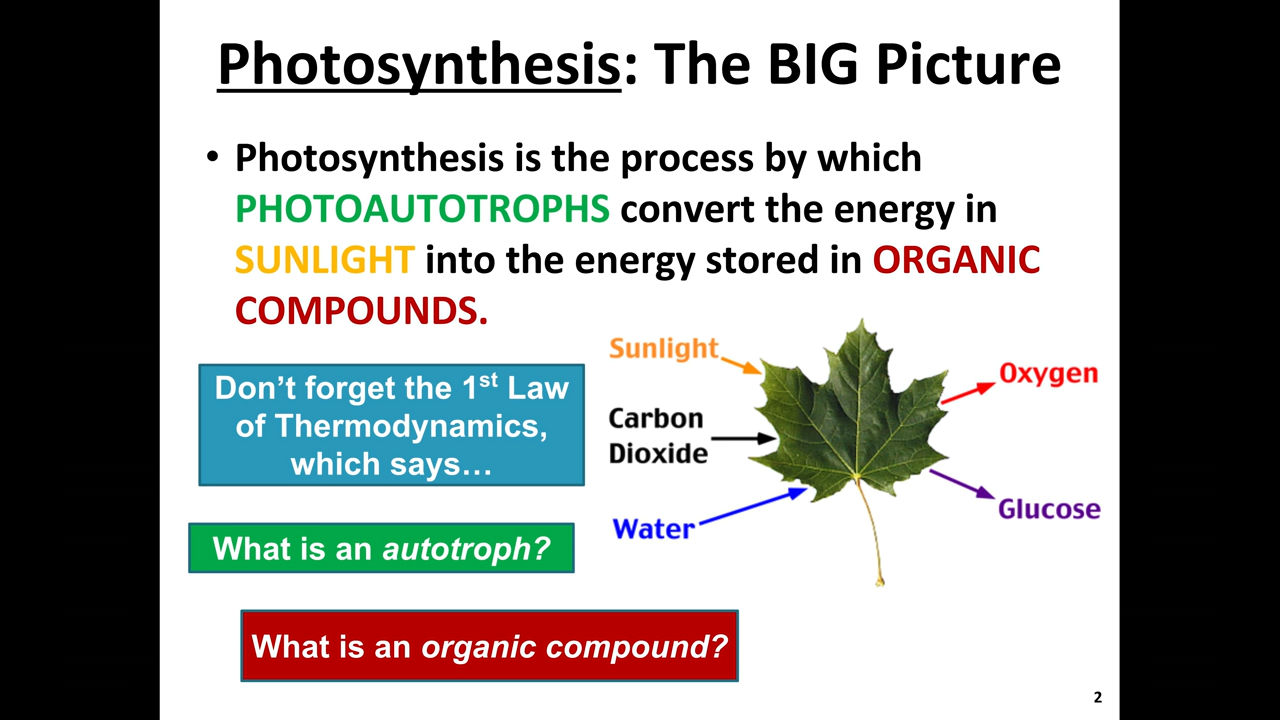 Photosynthesis: The BIG Picture
• Photosynthesis is the process by which
PHOTOAUTOTROPHS convert the energy in
SUNLIGHT into the energy stored in ORGANIC
COMPOUNDS.
Don’t forget the 1st Law
of Thermodynamics,
which says…
What is an autotroph?
What is an organic compound?
Sunlight
Carbon
Dioxide
Water
Oxygen
Glucose
2